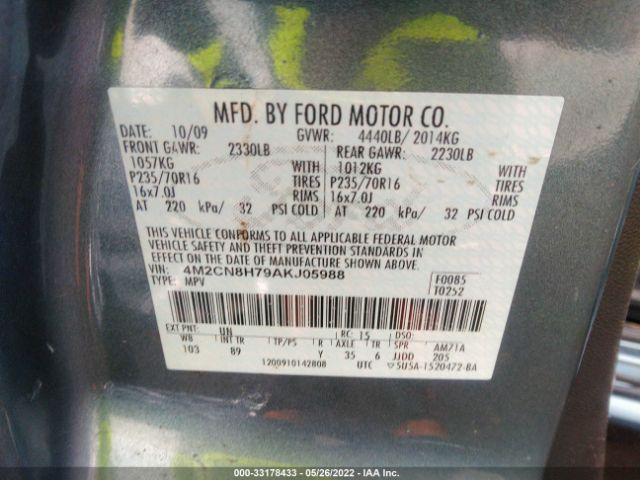 MFD. BY FORD MOTOR CO.
DATE: 10/09 GVWR: 4440LB/ 2014KG
FRONT GAWR: 2330LB REAR GAWR: 2230LB
1057KG WITH 1012KG WITH
P235/70R16 TIRES P235/70R16 TIRES
16x7.0J RIMS 16x7.0J RIMS
AT 220 kPa/ 32 PSI COLD AT 220 kPa/ 32 PSI COLD
THIS VEHICLE CONFORMS TO ALL APPLICABLE FEDERAL MOTOR
VEHICLE SAFETY AND THEFT PREVENTION STANDARDS IN EFFECT
ON THE DATE OF MANUFACTURE SHOWN ABOVE.
VIN: 4M2CN8H79AKJ05988 F0085
TYPE: MPV T0252
EXT PNT: UN RC: 15 DSO:
WB INT TR TP/PS R AXLE TR SPR AM71A
103 89 Y 35 6 JJDD 205
1200910142808 UTC 5U5A-1520472-BA
000-33178433 - 05/26/2022 - IAA Inc.